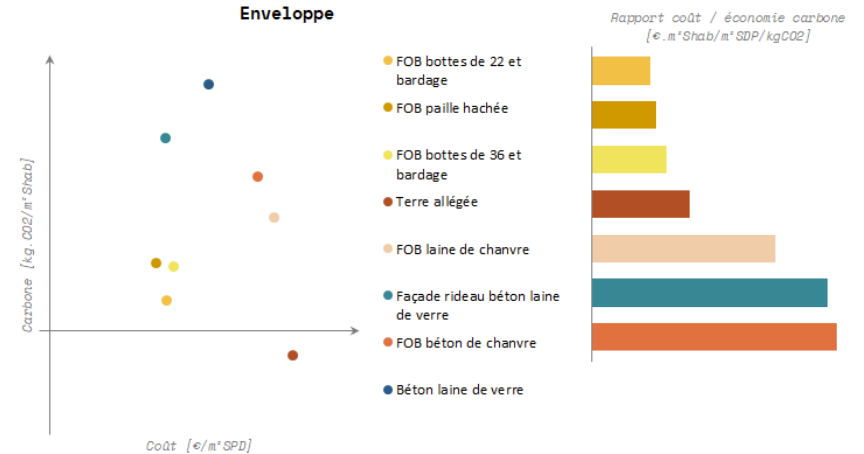 Enveloppe
Rapport coût / économie carbone
[€.m²Shab/m²SDP/kgCO2]
Carbone [kg.CO2/m²Shab]
FOB bottes de 22 et
bardage
FOB paille hachée
FOB bottes de 36 et
bardage
Terre allégée
FOB laine de chanvre
Façade rideau béton laine
de verre
FOB béton de chanvre
Béton laine de verre
Coût [€/m²SPD]